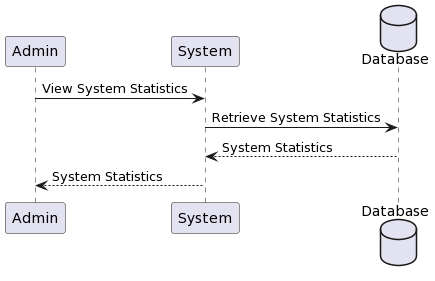 Admin
System
Database
View System Statistics
Retrieve System Statistics
System Statistics
System Statistics
Admin
System
Database